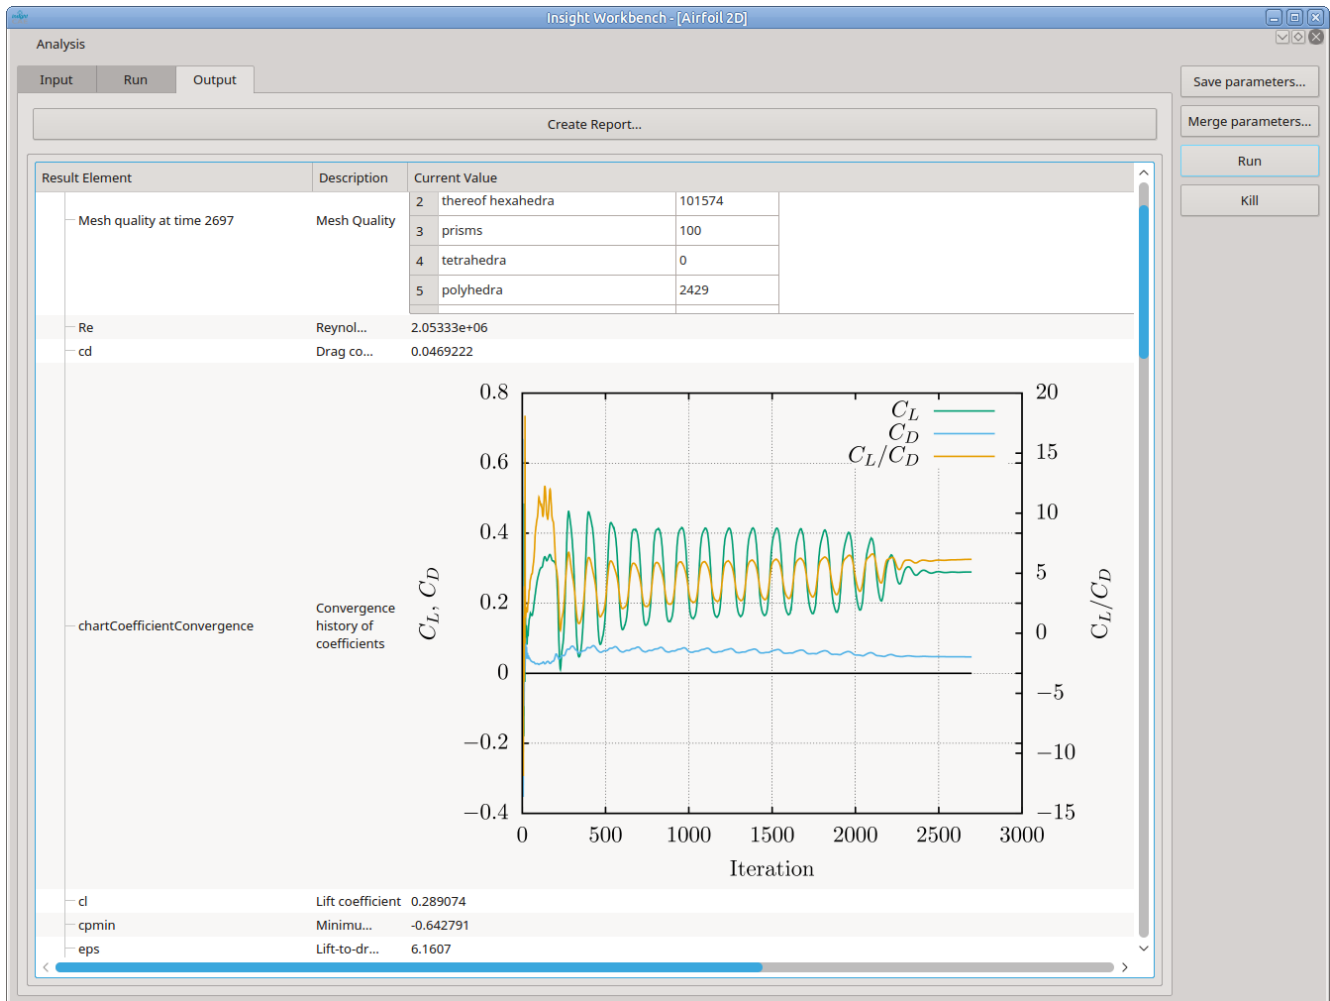 Insight Workbench - [Airfoil 2D]
Analysis
Input Run Output
Save parameters...
Create Report...
Merge parameters...
Run
Kill
Result Element Description Current Value
Mesh quality at time 2697 Mesh Quality
2 thereof hexahedra 101574
3 prisms 100
4 tetrahedra 0
5 polyhedra 2429
Re Reynol... 2.05333e+06
cd Drag co... 0.0469222
chartCoefficientConvergence
Convergence
history of
coefficients
C_L, C_D
0.8
0.6
0.4
0.2
0
−0.2
−0.4
C_L
C_D
C_L/C_D
20
15
10
5
0
−5
−10
−15
C_L/C_D
0 500 1000 1500 2000 2500 3000
Iteration
cl Lift coefficient 0.289074
cpmin Minimu... -0.642791
eps Lift-to-dr... 6.1607